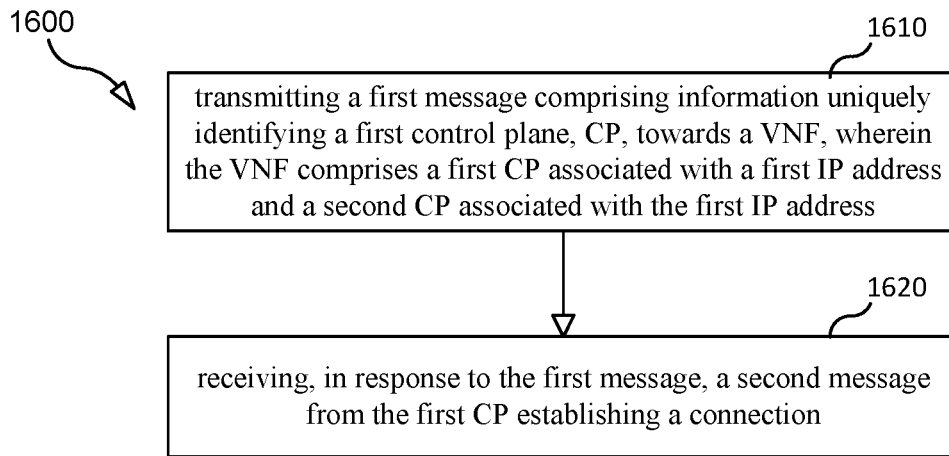 1600
1610
transmitting a first message comprising information uniquely
identifying a first control plane, CP, towards a VNF, wherein
the VNF comprises a first CP associated with a first IP address
and a second CP associated with the first IP address
1620
receiving, in response to the first message, a second message
from the first CP establishing a connection